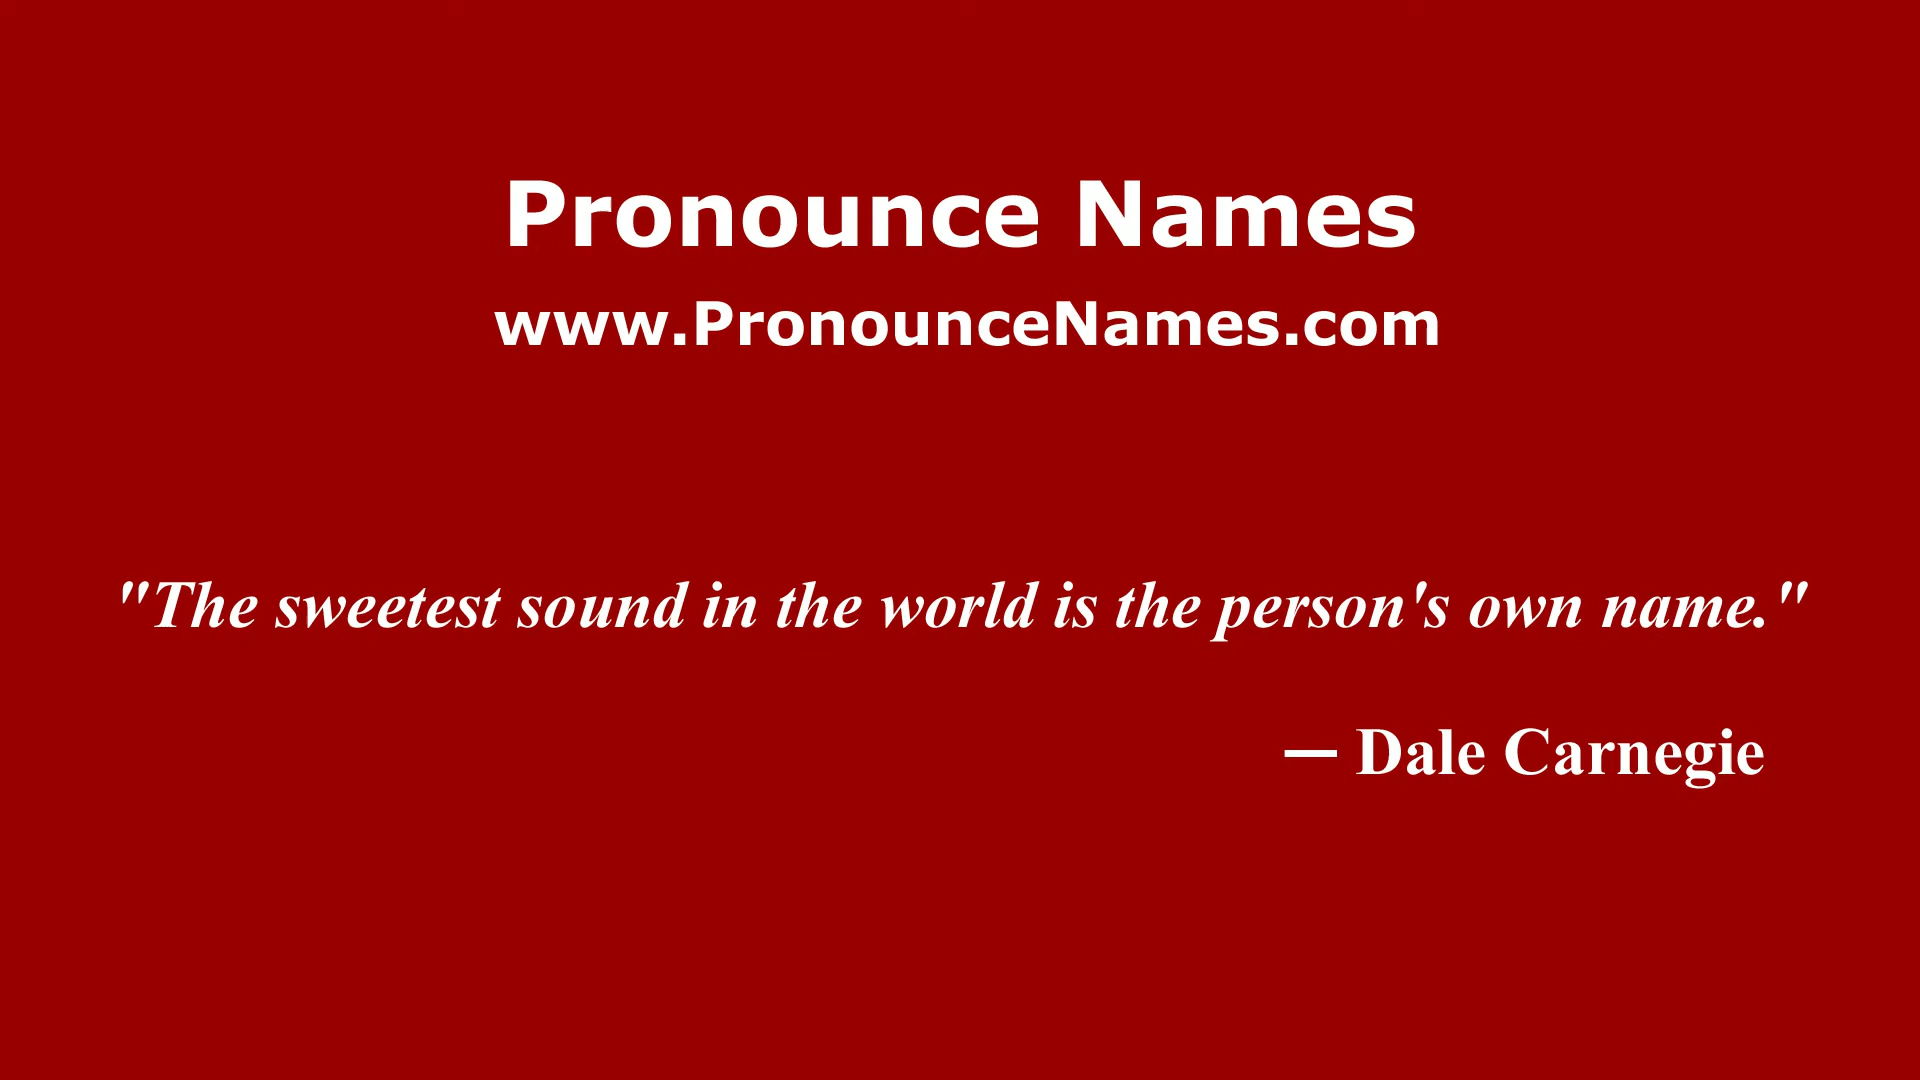 Pronounce Names
www.PronounceNames.com
"The sweetest sound in the world is the person's own name."
— Dale Carnegie